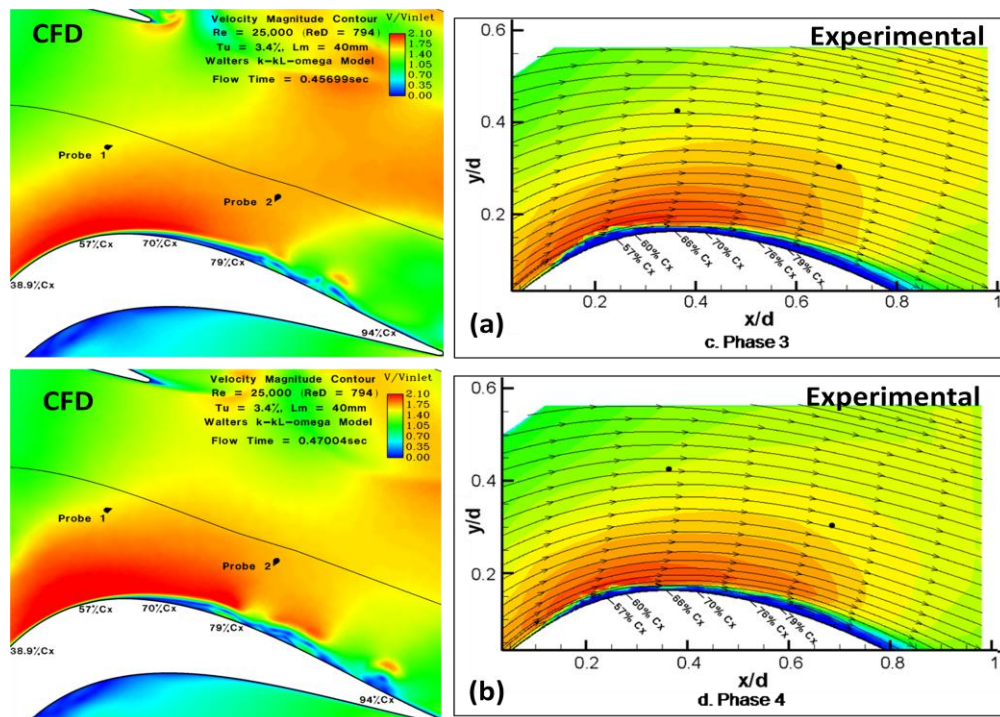 CFD
Velocity Magnitude Contour
Re = 25,000 (ReD = 794)
Tu = 3.4%, Lm = 40mm
Walters k-kL-omega Model
Flow Time = 0.45699sec
V/Vinlet
2.10
1.75
1.40
1.05
0.70
0.35
0.00
Probe 1
Probe 2
38.9%Cx
57%Cx
70%Cx
79%Cx
94%Cx
Experimental
y/d
0.6
0.4
0.2
57% Cx
60% Cx
66% Cx
70% Cx
76% Cx
79% Cx
(a)
0.2
0.4
0.6
0.8
1
x/d
c. Phase 3
CFD
Velocity Magnitude Contour
Re = 25,000 (ReD = 794)
Tu = 3.4%, Lm = 40mm
Walters k-kL-omega Model
Flow Time = 0.47004sec
V/Vinlet
2.10
1.75
1.40
1.05
0.70
0.35
0.00
Probe 1
Probe 2
38.9%Cx
57%Cx
70%Cx
79%Cx
94%Cx
Experimental
y/d
0.6
0.4
0.2
57% Cx
60% Cx
66% Cx
70% Cx
76% Cx
79% Cx
(b)
0.2
0.4
0.6
0.8
1
x/d
d. Phase 4